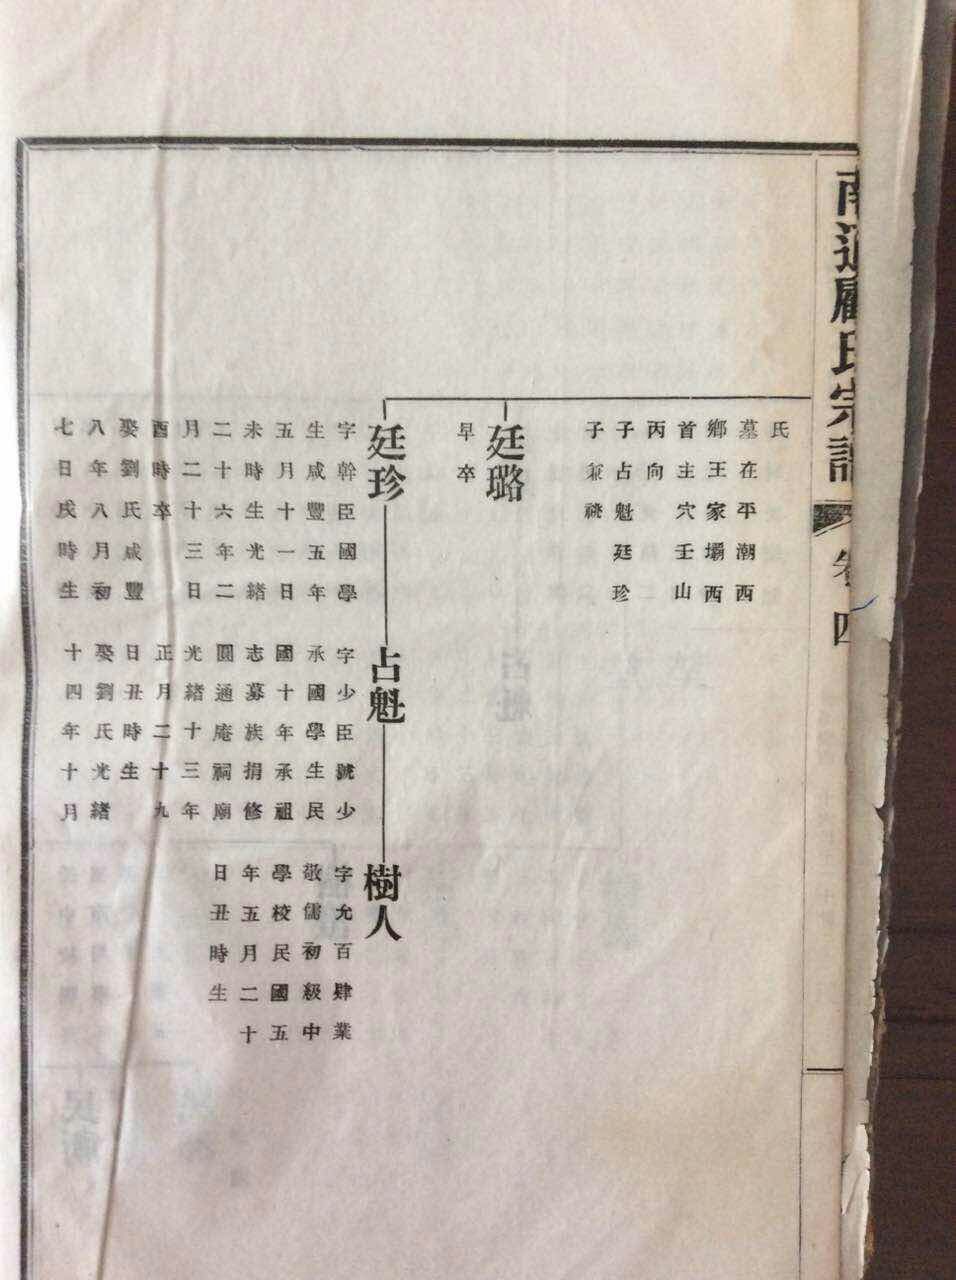 南通顧氏宗譜
卷四
氏
墓在平潮西
鄉王家壩西
首主穴壬山
丙向
子占魁廷珍
子兼祧
廷璐
早卒
廷珍
字幹臣國學
生咸豐五年
五月十一日
未時生光緒
二十六年二
月二十三日
酉時卒
娶劉氏咸豐
八年八月初
七日戌時生
占魁
字少臣號少
承國學生民
國十年承祖
志墓族捐修
圓通庵祠廟
光緒十三年
正月二十九
日丑時生
娶劉氏光緒
十四年十月
樹人
字允百肄業
敬儒初級中
學校民國五
年五月二十
日丑時生